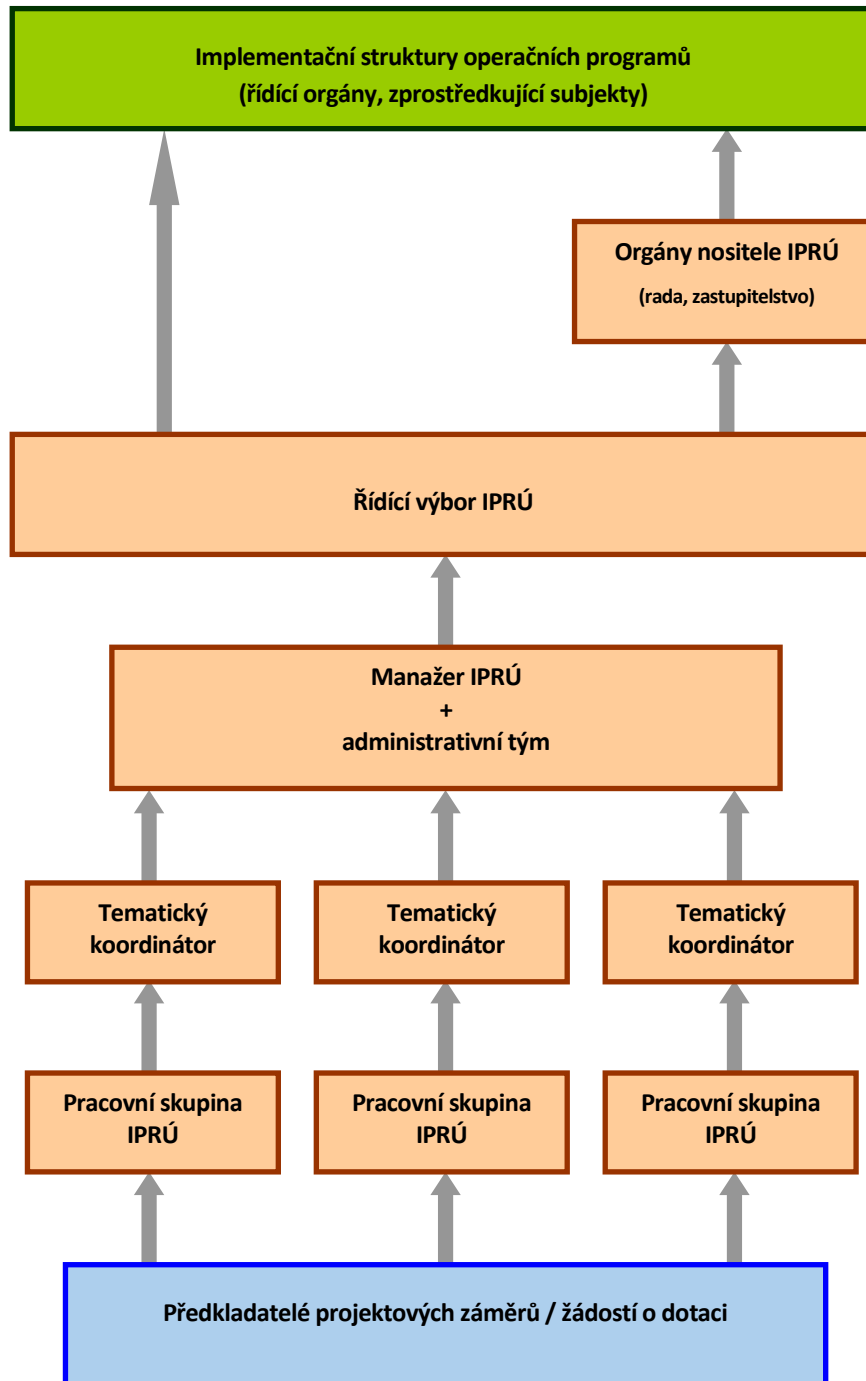 Implementační struktury operačních programů
(řídící orgány, zprostředkující subjekty)
Orgány nositele IPRÚ
(rada, zastupitelstvo)
Řídící výbor IPRÚ
Manažer IPRÚ
+
administrativní tým
Tematický
koordinátor
Tematický
koordinátor
Tematický
koordinátor
Pracovní skupina
IPRÚ
Pracovní skupina
IPRÚ
Pracovní skupina
IPRÚ
Předkladatelé projektových záměrů / žádostí o dotaci